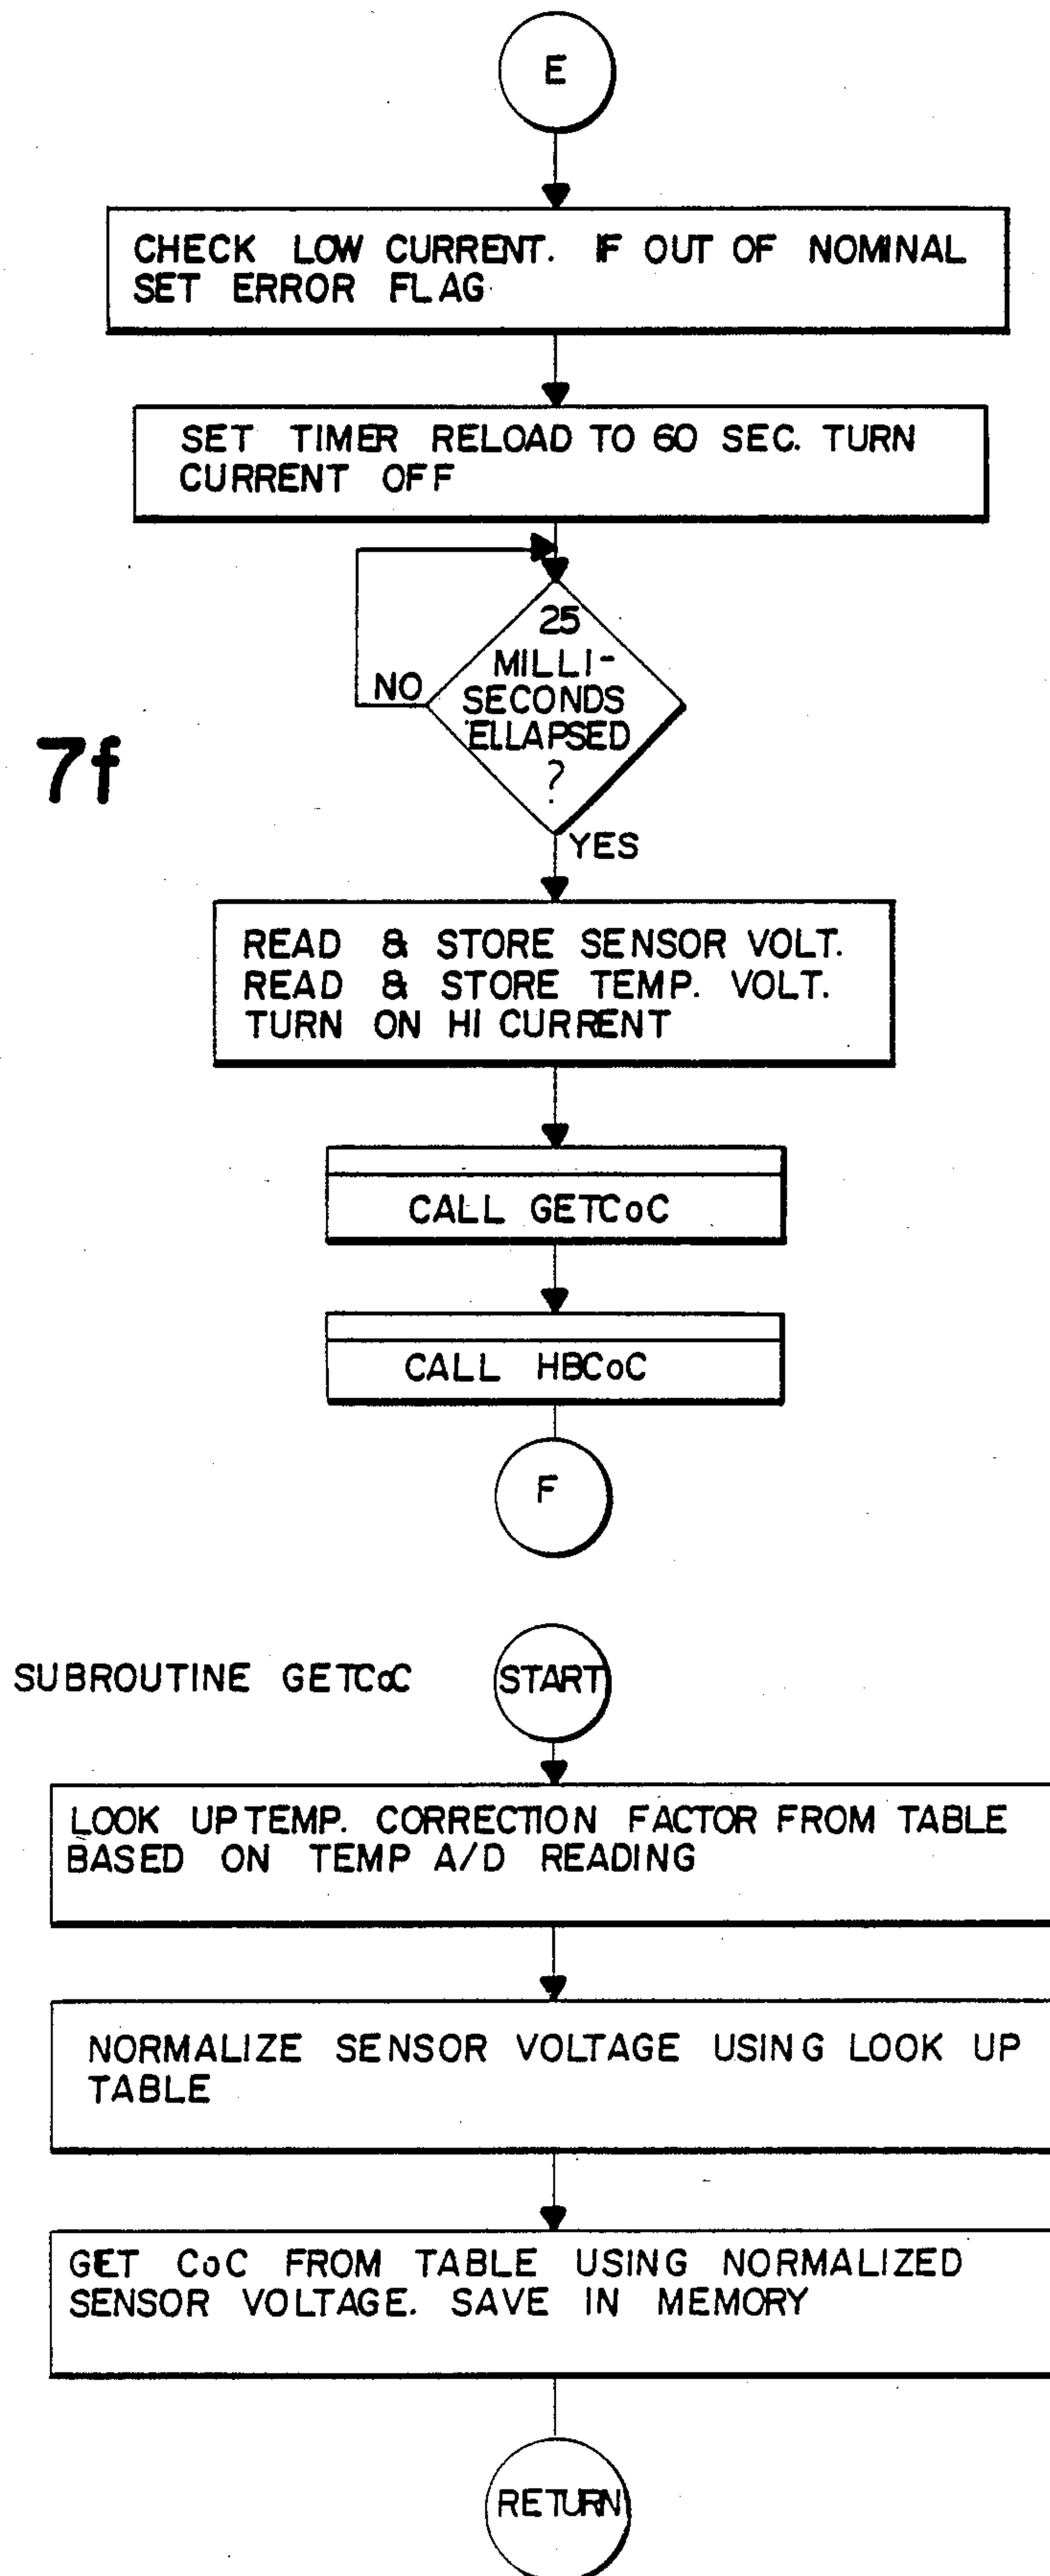 E
CHECK LOW CURRENT. IF OUT OF NOMINAL
SET ERROR FLAG
SET TIMER RELOAD TO 60 SEC. TURN
CURRENT OFF
25
MILLI-
SECONDS
ELLAPSED
?
NO
7f
YES
READ & STORE SENSOR VOLT.
READ & STORE TEMP. VOLT.
TURN ON HI CURRENT
CALL GETCoC
CALL HBCoC
F
SUBROUTINE GETCoC
START
LOOK UP TEMP. CORRECTION FACTOR FROM TABLE
BASED ON TEMP A/D READING
NORMALIZE SENSOR VOLTAGE USING LOOK UP
TABLE
GET CoC FROM TABLE USING NORMALIZED
SENSOR VOLTAGE. SAVE IN MEMORY
RETURN